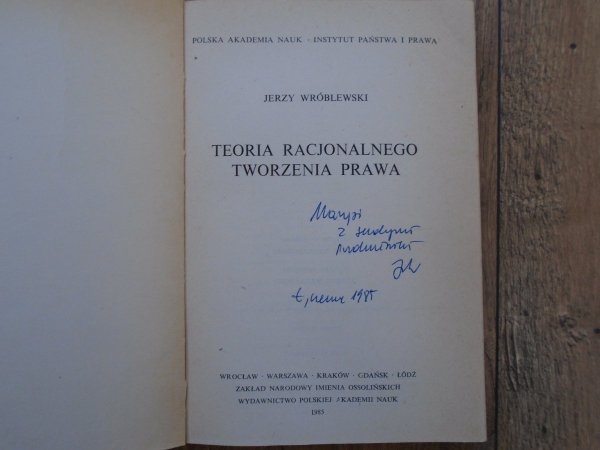 POLSKA AKADEMIA NAUK - INSTYTUT PAŃSTWA I PRAWA
JERZY WRÓBLEWSKI
TEORIA RACJONALNEGO
TWORZENIA PRAWA
Marysi
z
Ł, 1985
WROCŁAW · WARSZAWA · KRAKÓW · GDAŃSK · ŁÓDŹ
ZAKŁAD NARODOWY IMIENIA OSSOLIŃSKICH
WYDAWNICTWO POLSKIEJ AKADEMII NAUK
1985